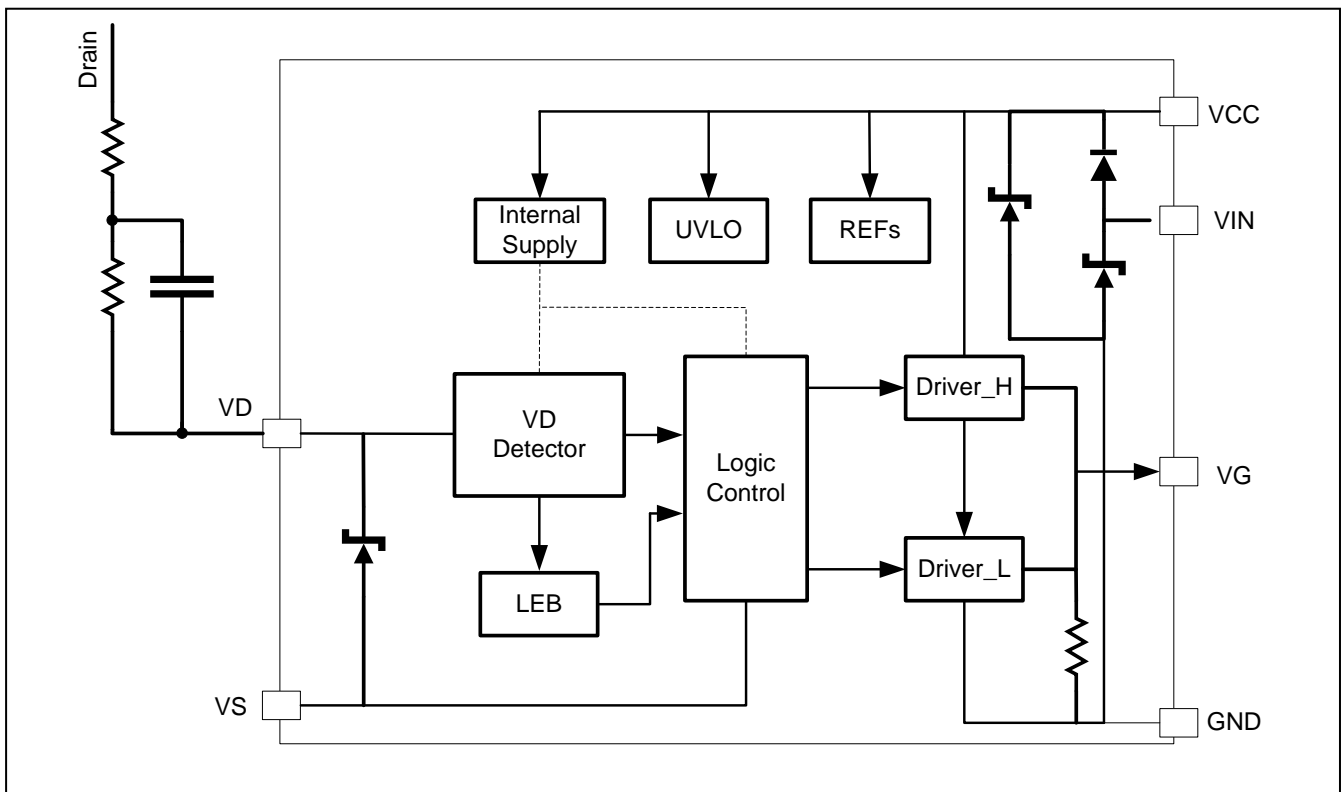 Drain
VCC
Internal
Supply
UVLO
REFs
VIN
VD
VD
Detector
Logic
Control
Driver_H
VG
LEB
Driver_L
VS
GND